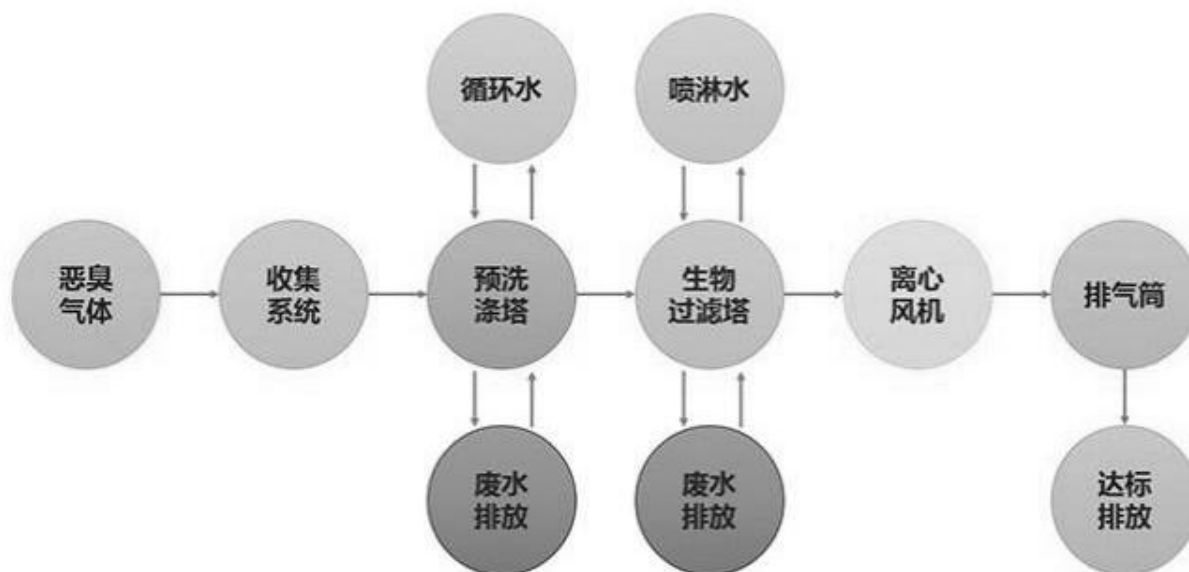 循环水
喷淋水
恶臭
气体
收集
系统
预洗
涤塔
生物
过滤塔
离心
风机
排气筒
废水
排放
废水
排放
达标
排放